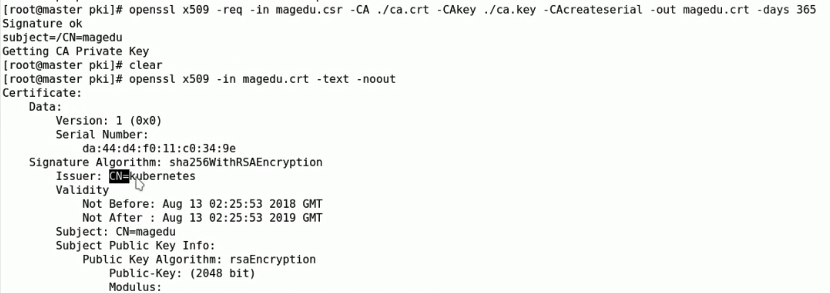 [root@master pki]# openssl x509 -req -in magedu.csr -CA ./ca.crt -CAkey ./ca.key -CAcreateserial -out magedu.crt -days 365
Signature ok
subject=/CN=magedu
Getting CA Private Key
[root@master pki]# clear
[root@master pki]# openssl x509 -in magedu.crt -text -noout
Certificate:
    Data:
        Version: 1 (0x0)
        Serial Number:
            da:44:d4:f0:11:c0:34:9e
    Signature Algorithm: sha256WithRSAEncryption
        Issuer: CN=kubernetes
        Validity
            Not Before: Aug 13 02:25:53 2018 GMT
            Not After : Aug 13 02:25:53 2019 GMT
        Subject: CN=magedu
        Subject Public Key Info:
            Public Key Algorithm: rsaEncryption
                Public-Key: (2048 bit)
                Modulus: